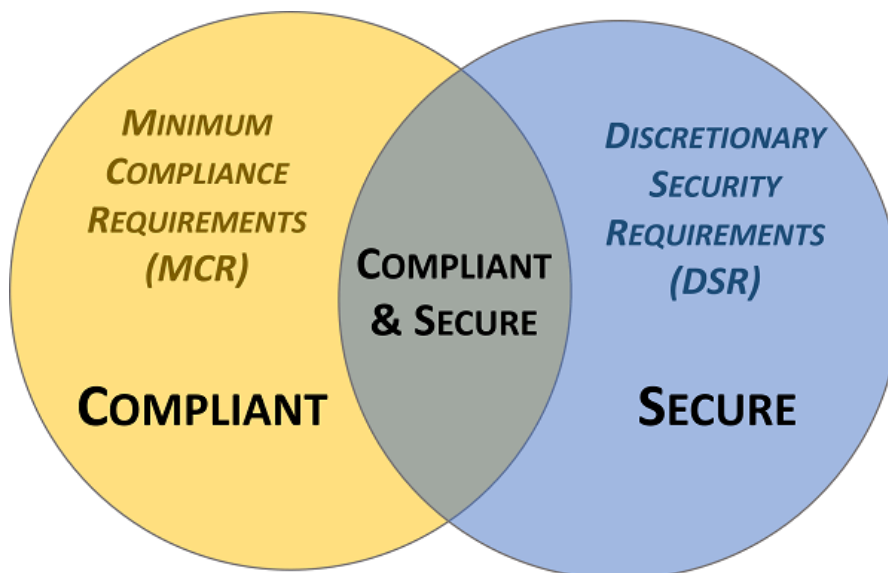 MINIMUM
COMPLIANCE
REQUIREMENTS
(MCR)
COMPLIANT
COMPLIANT
& SECURE
DISCRETIONARY
SECURITY
REQUIREMENTS
(DSR)
SECURE